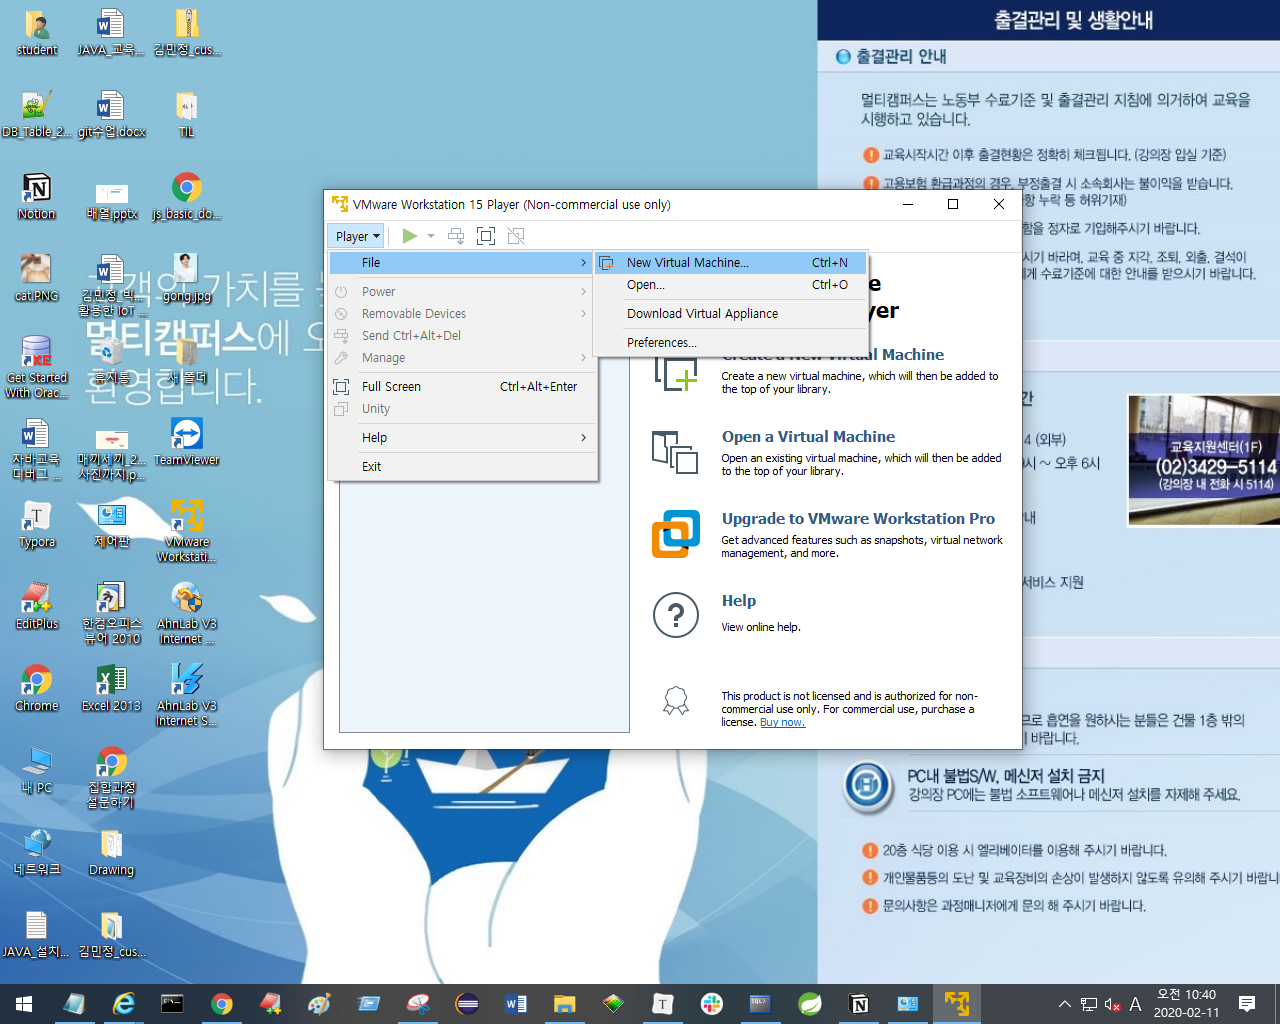 student
JAVA_교육...
김민정_cus...
DB_Table_2...
git수업.docx
TIL
Notion
배열.pptx
js_basic_do...
cat.PNG
김민정_빅...
활용한 IoT ...
gong.jpg
Get Started
With Orac...
휴지통
새 폴더
자바교육
디버그 ...
매끼세끼_2...
사진까지.p...
TeamViewer
Typora
제어판
VMware
Workstati...
EditPlus
한컴오피스
뷰어 2010
AhnLab V3
Internet ...
Chrome
Excel 2013
AhnLab V3
Internet S...
내 PC
집합과정
설문하기
네트워크
Drawing
JAVA_설치...
김민정_cus...
고객의 가치를
멀티캠퍼스에 오
환영합니다.
VMware Workstation 15 Player (Non-commercial use only)
Player
File
Power
Removable Devices
Send Ctrl+Alt+Del
Manage
Full Screen Ctrl+Alt+Enter
Unity
Help
Exit
New Virtual Machine... Ctrl+N
Open... Ctrl+O
Download Virtual Appliance
Preferences...
Create a New Virtual Machine
Create a new virtual machine, which will then be added to
the top of your library.
Open a Virtual Machine
Open an existing virtual machine, which will then be added
to the top of your library.
Upgrade to VMware Workstation Pro
Get advanced features such as snapshots, virtual network
management, and more.
Help
View online help.
This product is not licensed and is authorized for non-
commercial use only. For commercial use, purchase a
license. Buy now.
출결관리 및 생활안내
출결관리 안내
멀티캠퍼스는 노동부 수료기준 및 출결관리 지침에 의거하여 교육을
시행하고 있습니다.
교육시작시간 이후 출결현황은 정확히 체크됩니다. (강의장 입실 기준)
고용보험 환급과정의 경우, 부정출결 시 소속회사는 불이익을 받습니다.
항 누락 등 허위기재)
함을 정자로 기입해주시기 바랍니다.
시기 바라며, 교육 중 지각, 조퇴, 외출, 결석이
에게 수료기준에 대한 안내를 받으시기 바랍니다.
간
4 (외부)
시 ~ 오후 6시
교육지원센터(1F)
(02)3429-5114
(강의장 내 전화 시 5114)
내
서비스 지원
므로 흡연을 원하시는 분들은 건물 1층 밖의
기 바랍니다.
PC내 불법S/W, 메신저 설치 금지
강의장 PC에는 불법 소프트웨어나 메신저 설치를 자제해 주세요.
20층 식당 이용 시 엘리베이터를 이용해 주시기 바랍니다.
개인물품등의 도난 및 교육장비의 손상이 발생하지 않도록 유의해 주시기 바랍니
문의사항은 과정매니저에게 문의 해 주시기 바랍니다.
A
오전 10:40
2020-02-11